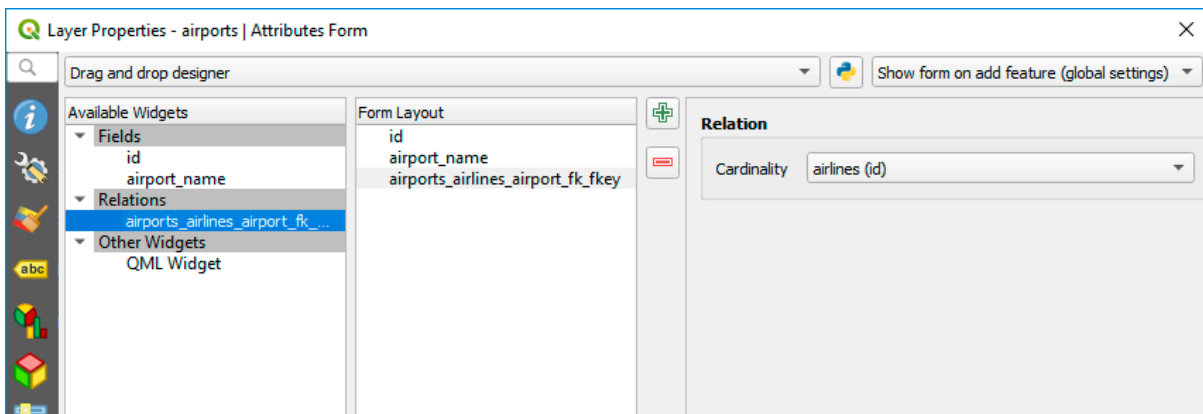 Layer Properties - airports | Attributes Form
Drag and drop designer
Show form on add feature (global settings)
Available Widgets
Fields
id
airport_name
Relations
airports_airlines_airport_fk_...
Other Widgets
QML Widget
Form Layout
id
airport_name
airports_airlines_airport_fk_fkey
Relation
Cardinality airlines (id)
abc